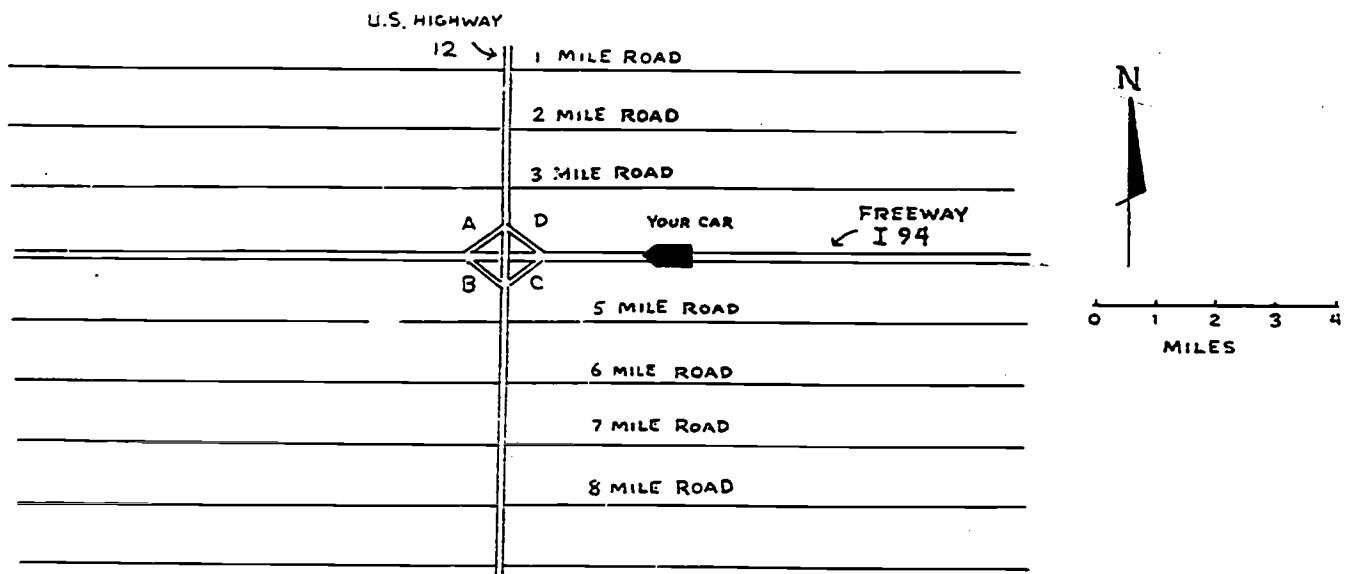 U.S. HIGHWAY
12
1 MILE ROAD
2 MILE ROAD
3 MILE ROAD
A
D
YOUR CAR
FREEWAY
I 94
B
C
5 MILE ROAD
6 MILE ROAD
7 MILE ROAD
8 MILE ROAD
N
0 1 2 3 4
MILES